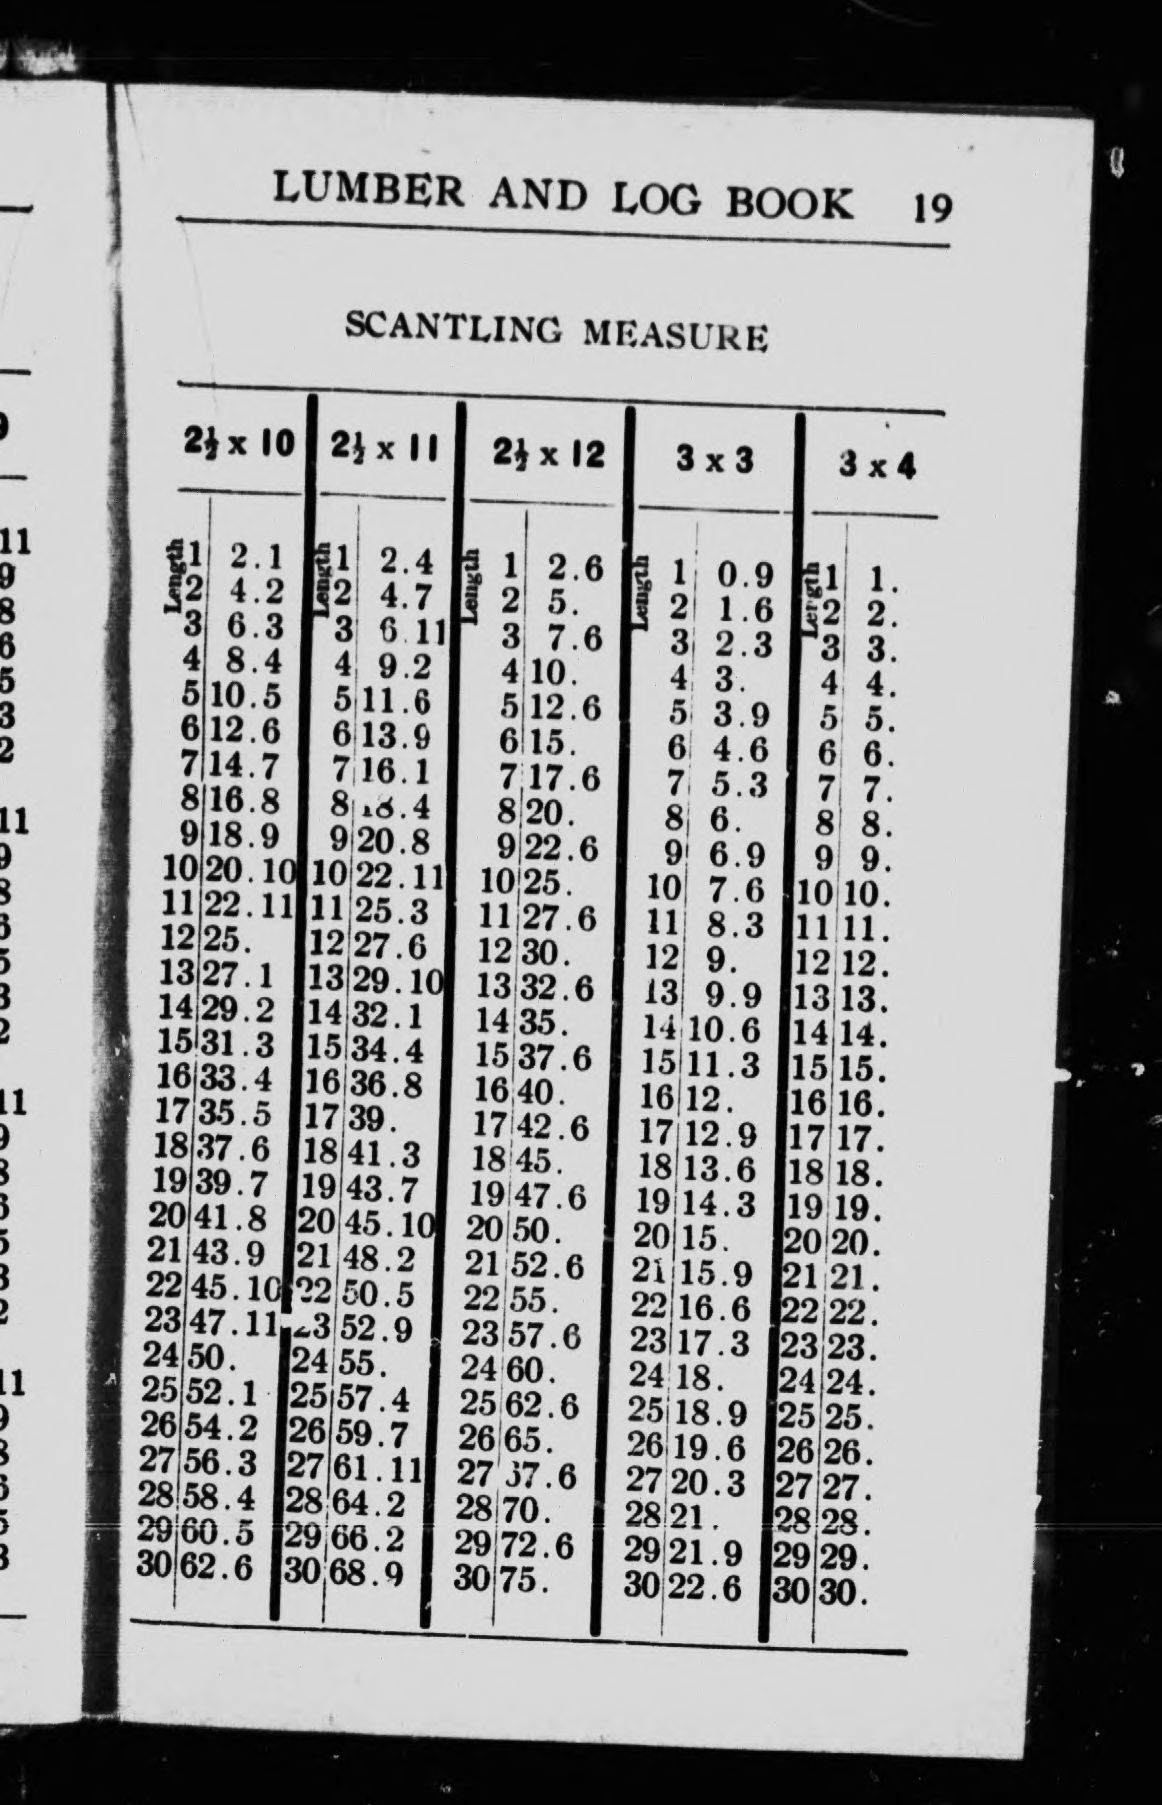 LUMBER AND LOG BOOK 19
SCANTLING MEASURE
2½ x 10 2½ x 11 2½ x 12 3 x 3 3 x 4
Length Length Length Length Length
1 2.1 1 2.4 1 2.6 1 0.9 1 1.
2 4.2 2 4.7 2 5. 2 1.6 2 2.
3 6.3 3 6.11 3 7.6 3 2.3 3 3.
4 8.4 4 9.2 4 10. 4 3. 4 4.
5 10.5 5 11.6 5 12.6 5 3.9 5 5.
6 12.6 6 13.9 6 15. 6 4.6 6 6.
7 14.7 7 16.1 7 17.6 7 5.3 7 7.
8 16.8 8 18.4 8 20. 8 6. 8 8.
9 18.9 9 20.8 9 22.6 9 6.9 9 9.
10 20.10 10 22.11 10 25. 10 7.6 10 10.
11 22.11 11 25.3 11 27.6 11 8.3 11 11.
12 25. 12 27.6 12 30. 12 9. 12 12.
13 27.1 13 29.10 13 32.6 13 9.9 13 13.
14 29.2 14 32.1 14 35. 14 10.6 14 14.
15 31.3 15 34.4 15 37.6 15 11.3 15 15.
16 33.4 16 36.8 16 40. 16 12. 16 16.
17 35.5 17 39. 17 42.6 17 12.9 17 17.
18 37.6 18 41.3 18 45. 18 13.6 18 18.
19 39.7 19 43.7 19 47.6 19 14.3 19 19.
20 41.8 20 45.10 20 50. 20 15. 20 20.
21 43.9 21 48.2 21 52.6 21 15.9 21 21.
22 45.10 22 50.5 22 55. 22 16.6 22 22.
23 47.11 23 52.9 23 57.6 23 17.3 23 23.
24 50. 24 55. 24 60. 24 18. 24 24.
25 52.1 25 57.4 25 62.6 25 18.9 25 25.
26 54.2 26 59.7 26 65. 26 19.6 26 26.
27 56.3 27 61.11 27 37.6 27 20.3 27 27.
28 58.4 28 64.2 28 70. 28 21. 28 28.
29 60.5 29 66.2 29 72.6 29 21.9 29 29.
30 62.6 30 68.9 30 75. 30 22.6 30 30.